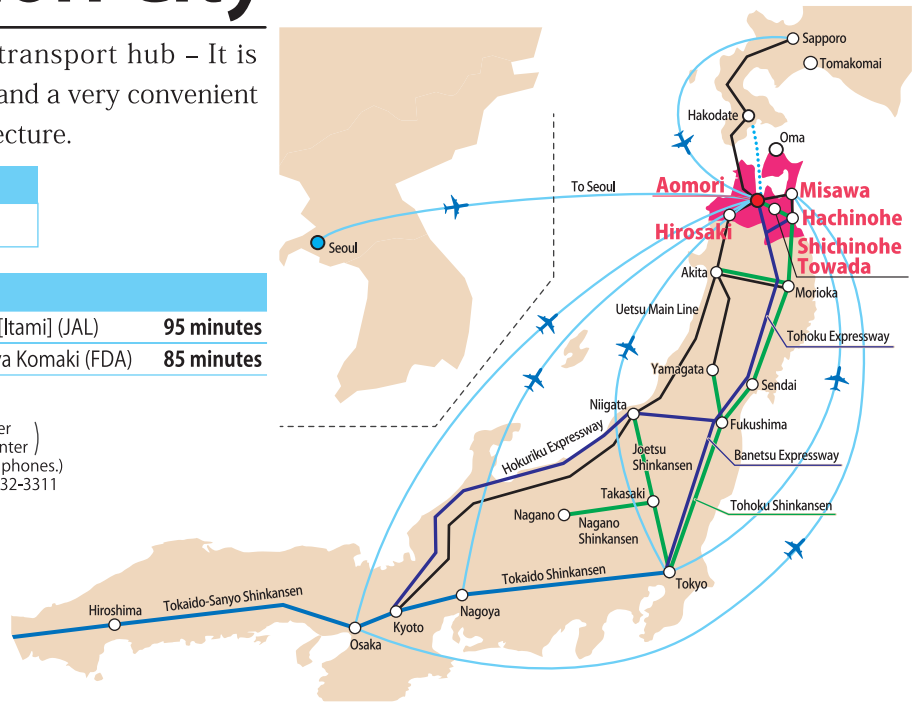 City
transport hub – It is
and a very convenient
ecture.
[Itami] (JAL) 95 minutes
Komaki (FDA) 85 minutes
phones.)
32-3311
Sapporo
Tomakomai
Hakodate
Oma
To Seoul
Aomori
Misawa
Hachinohe
Hirosaki
Shichinohe
Towada
Seoul
Akita
Morioka
Uetsu Main Line
Tohoku Expressway
Yamagata
Sendai
Niigata
Fukushima
Hokuriku Expressway
Joetsu
Shinkansen
Banetsu Expressway
Takasaki
Tohoku Shinkansen
Nagano
Nagano
Shinkansen
Tokaido Shinkansen
Tokyo
Tokaido-Sanyo Shinkansen
Hiroshima
Nagoya
Kyoto
Osaka